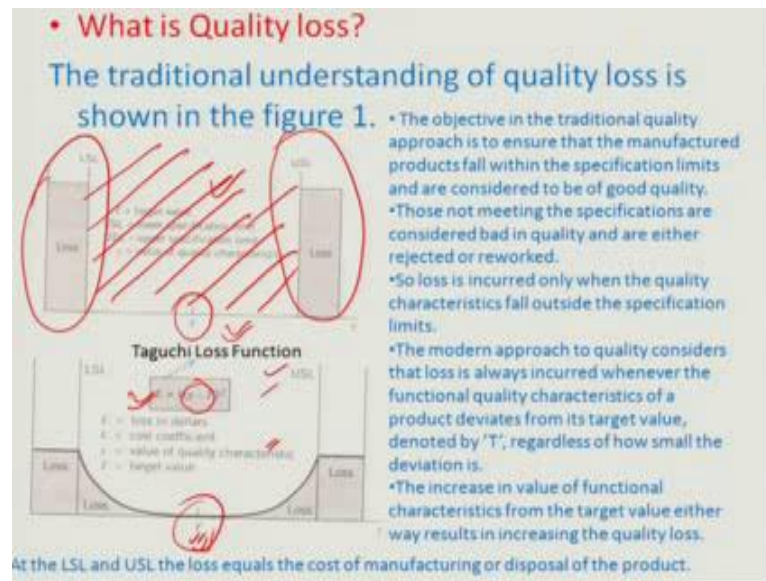 • What is Quality loss?
The traditional understanding of quality loss is
shown in the figure 1.
• The objective in the traditional quality
approach is to ensure that the manufactured
products fall within the specification limits
and are considered to be of good quality.
•Those not meeting the specifications are
considered bad in quality and are either
rejected or reworked.
•So loss is incurred only when the quality
characteristics fall outside the specification
limits.
•The modern approach to quality considers
that loss is always incurred whenever the
functional quality characteristics of a
product deviates from its target value,
denoted by 'T', regardless of how small the
deviation is.
•The increase in value of functional
characteristics from the target value either
way results in increasing the quality loss.
LSL
USL
target value
Loss
Loss
Taguchi Loss Function
LSL
USL
loss in dollars
cost coefficient
value of quality characteristic
target value
Loss
Loss
Loss
Loss
At the LSL and USL the loss equals the cost of manufacturing or disposal of the product.